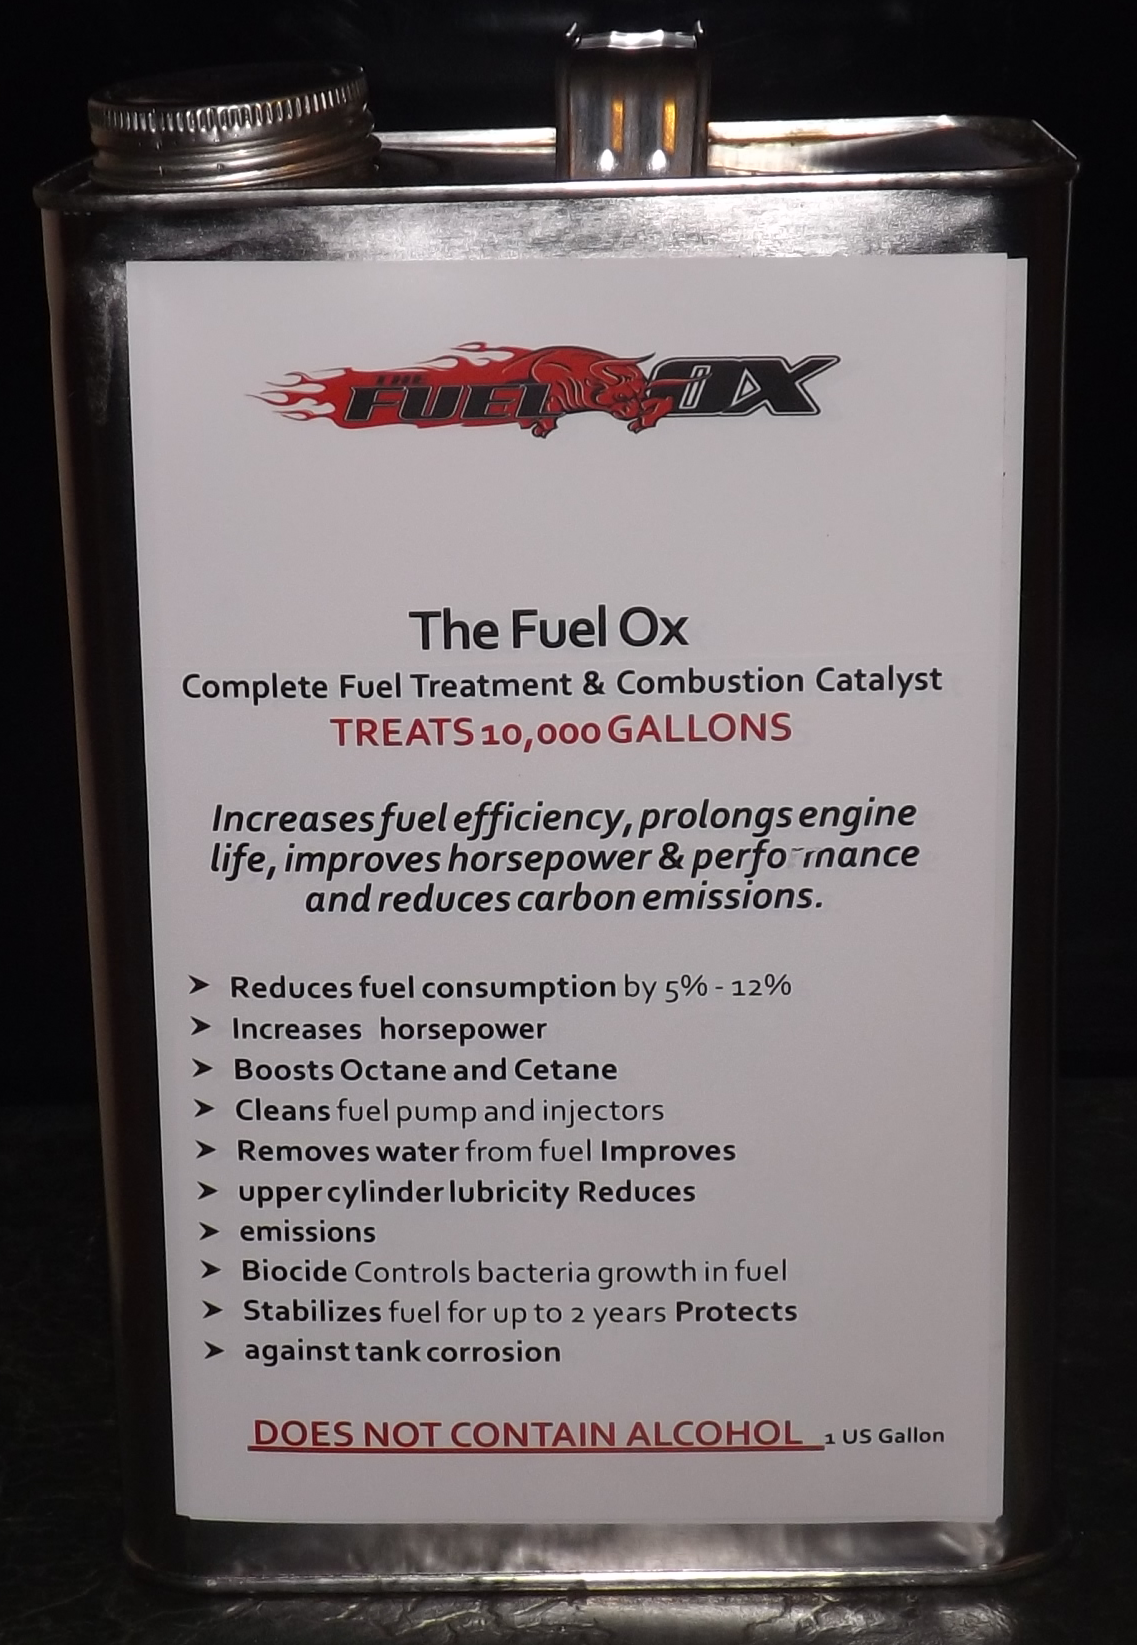 THE
FUEL OX
The Fuel Ox
Complete Fuel Treatment & Combustion Catalyst
TREATS 10,000 GALLONS
Increases fuel efficiency, prolongs engine
life, improves horsepower & performance
and reduces carbon emissions.
➤ Reduces fuel consumption by 5% - 12%
➤ Increases horsepower
➤ Boosts Octane and Cetane
➤ Cleans fuel pump and injectors
➤ Removes water from fuel Improves
➤ upper cylinder lubricity Reduces
➤ emissions
➤ Biocide Controls bacteria growth in fuel
➤ Stabilizes fuel for up to 2 years Protects
➤ against tank corrosion
DOES NOT CONTAIN ALCOHOL 1 US Gallon